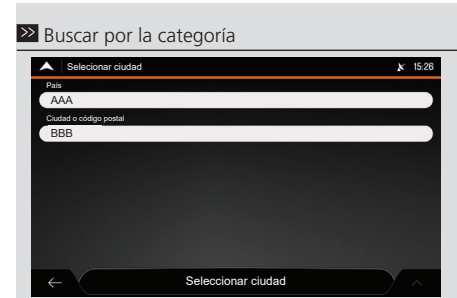 >> Buscar por la categoría
Selecionar ciudad 15:26
País
AAA
Ciudad o código postal
BBB
Seleccionar ciudad